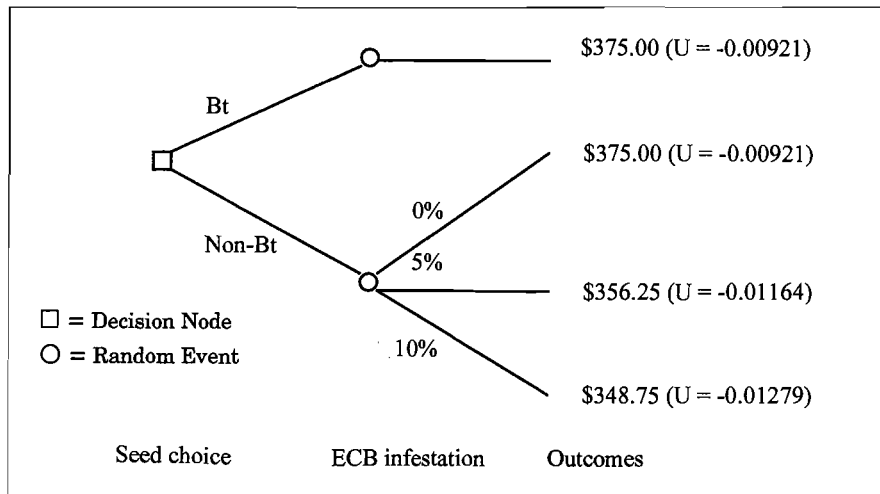 $375.00 (U = -0.00921)
Bt
$375.00 (U = -0.00921)
0%
Non-Bt
5%
$356.25 (U = -0.01164)
□ = Decision Node
○ = Random Event
10%
$348.75 (U = -0.01279)
Seed choice ECB infestation Outcomes